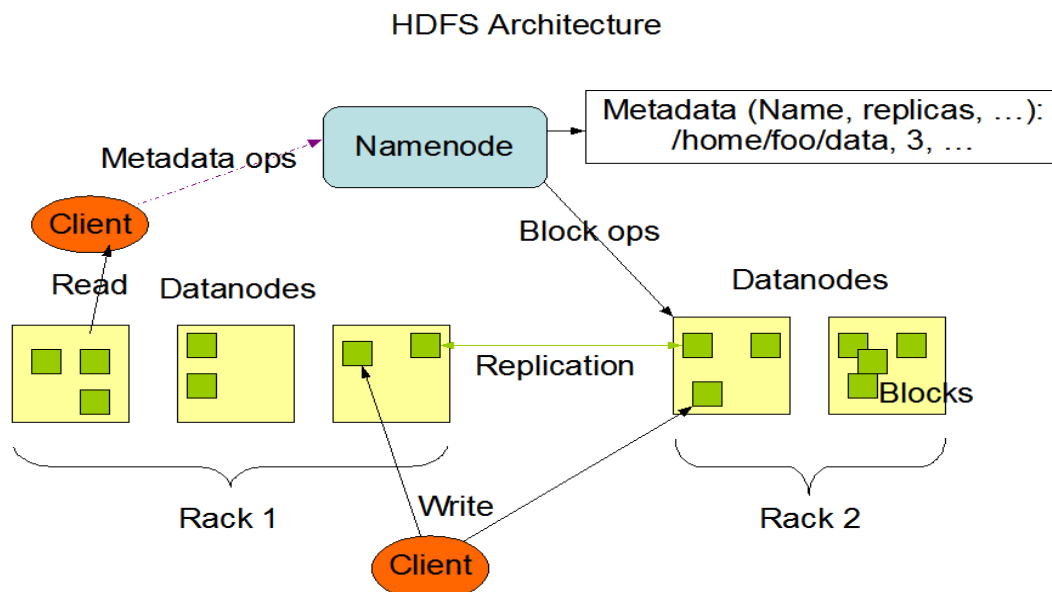 HDFS Architecture
Metadata (Name, replicas, …):
/home/foo/data, 3, …
Namenode
Metadata ops
Client
Block ops
Read
Datanodes
Datanodes
Replication
Blocks
Rack 1
Write
Rack 2
Client